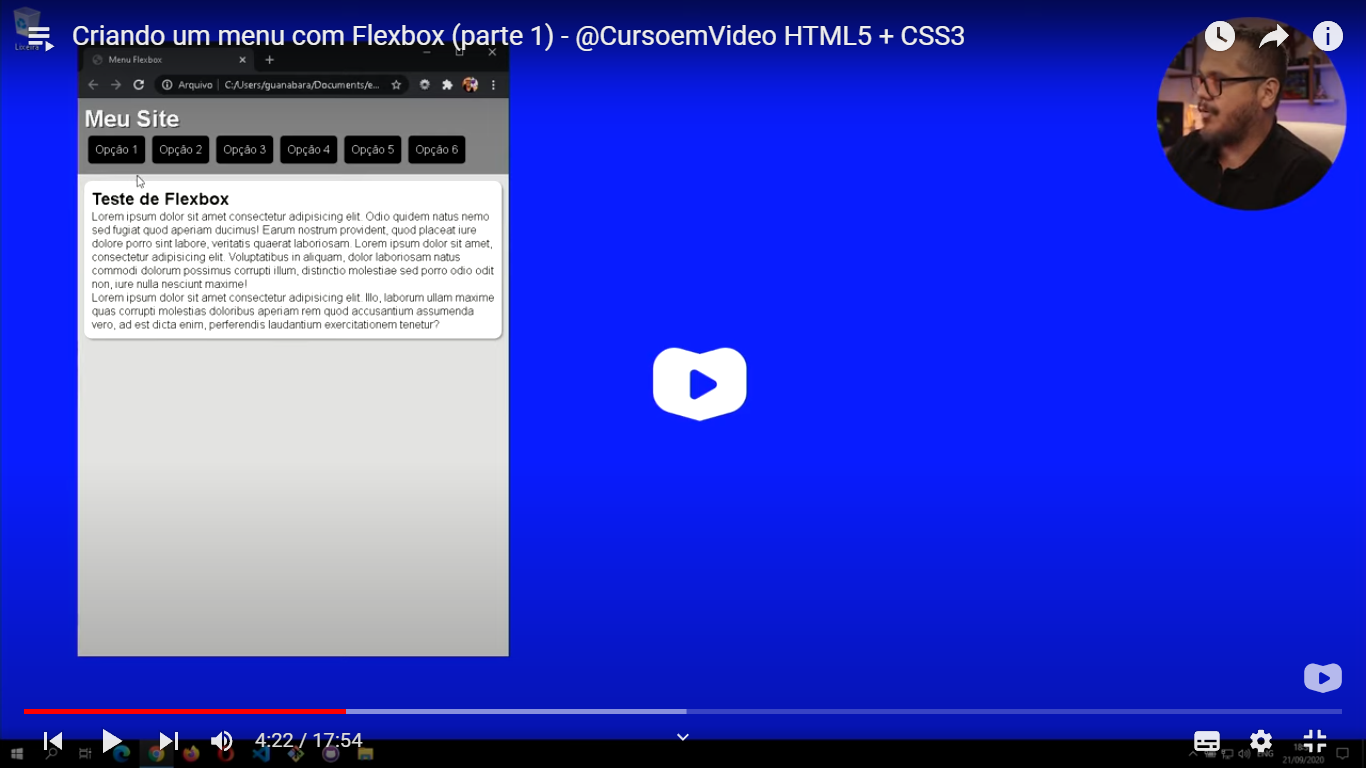 Lixeira
Criando um menu com Flexbox (parte 1) - @CursoemVideo HTML5 + CSS3
Menu Flexbox
Arquivo C:/Users/guanabara/Documents/e...
Meu Site
Opção 1 Opção 2 Opção 3 Opção 4 Opção 5 Opção 6
Teste de Flexbox
Lorem ipsum dolor sit amet consectetur adipisicing elit. Odio quidem natus nemo
sed fugiat quod aperiam ducimus! Earum nostrum provident, quod placeat iure
dolore porro sint labore, veritatis quaerat laboriosam. Lorem ipsum dolor sit amet,
consectetur adipisicing elit. Voluptatibus in aliquam, dolor laboriosam natus
commodi dolorum possimus corrupti illum, distinctio molestiae sed porro odio odit
non, iure nulla nesciunt maxime!
Lorem ipsum dolor sit amet consectetur adipisicing elit. Illo, laborum ullam maxime
quas corrupti molestias doloribus aperiam rem quod accusantium assumenda
vero, ad est dicta enim, perferendis laudantium exercitationem tenetur?
4:22 / 17:54
ENG
21/09/2020